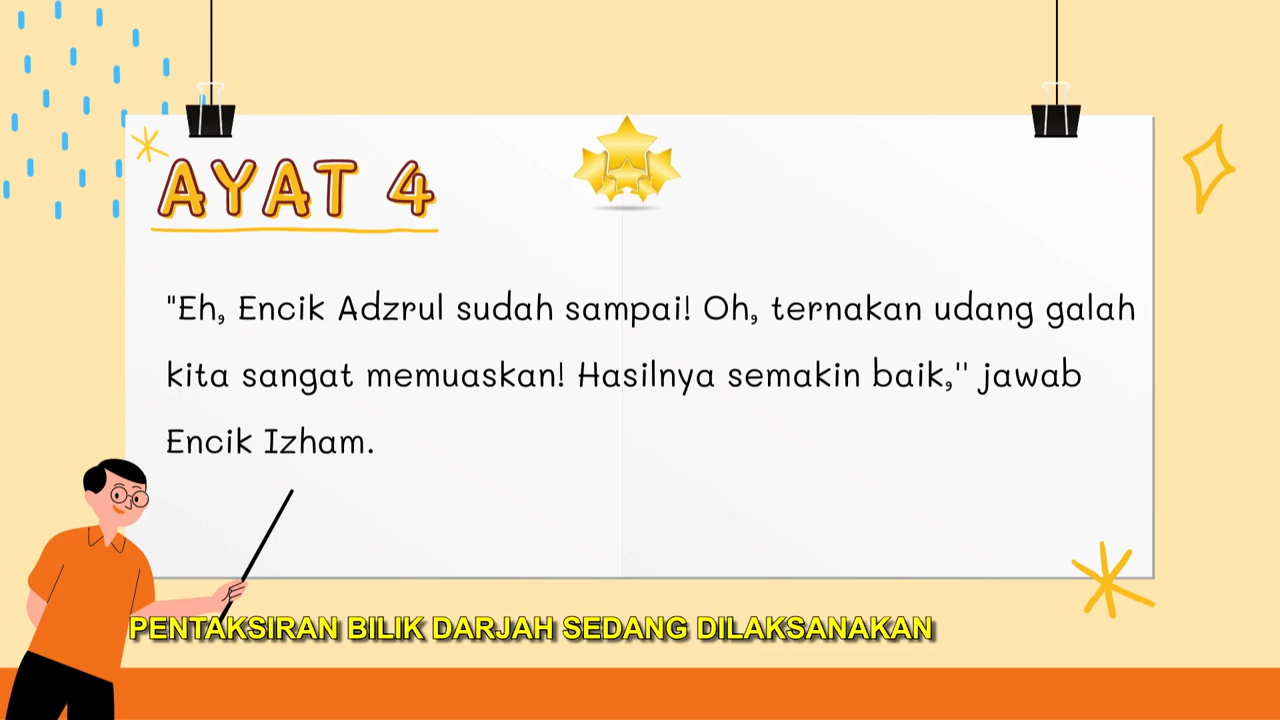 AYAT 4
"Eh, Encik Adzrul sudah sampai! Oh, ternakan udang galah
kita sangat memuaskan! Hasilnya semakin baik,'' jawab
Encik Izham.
PENTAKSIRAN BILIK DARJAH SEDANG DILAKSANAKAN